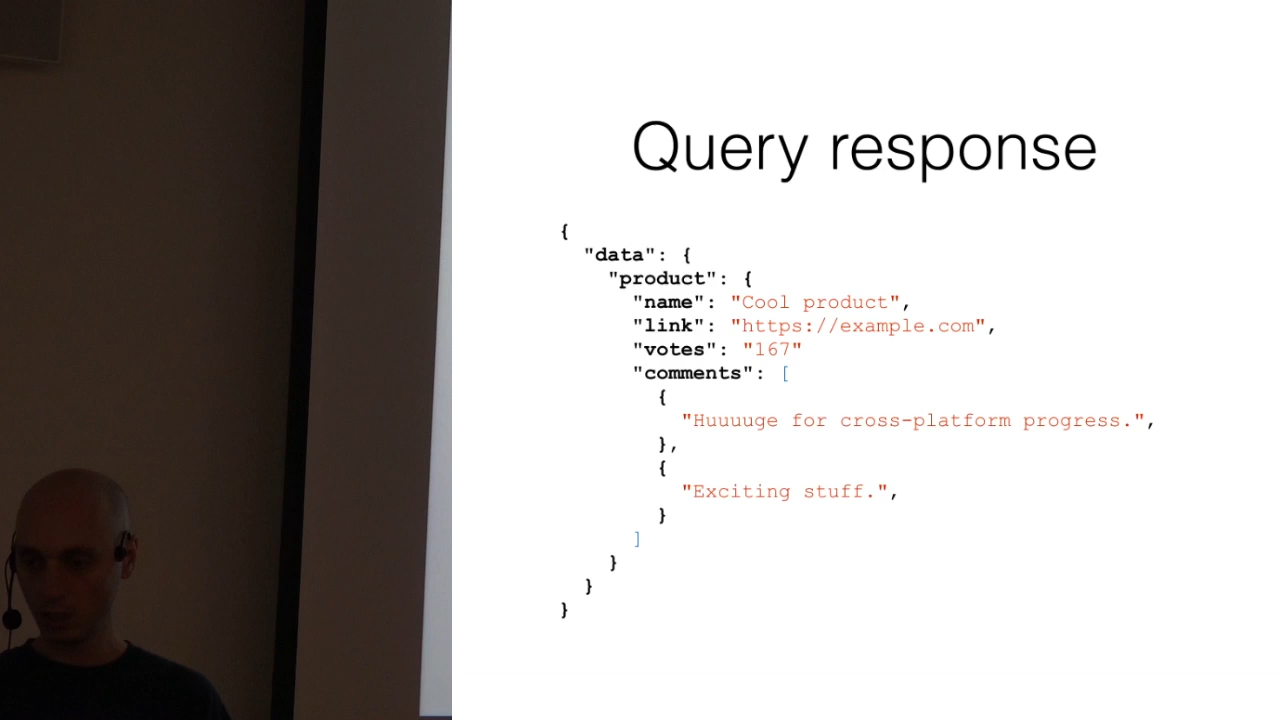 Query response
{
"data": {
"product": {
"name": "Cool product",
"link": "https://example.com",
"votes": "167"
"comments": [
{
"Huuuuge for cross-platform progress.",
},
{
"Exciting stuff.",
}
]
}
}
}